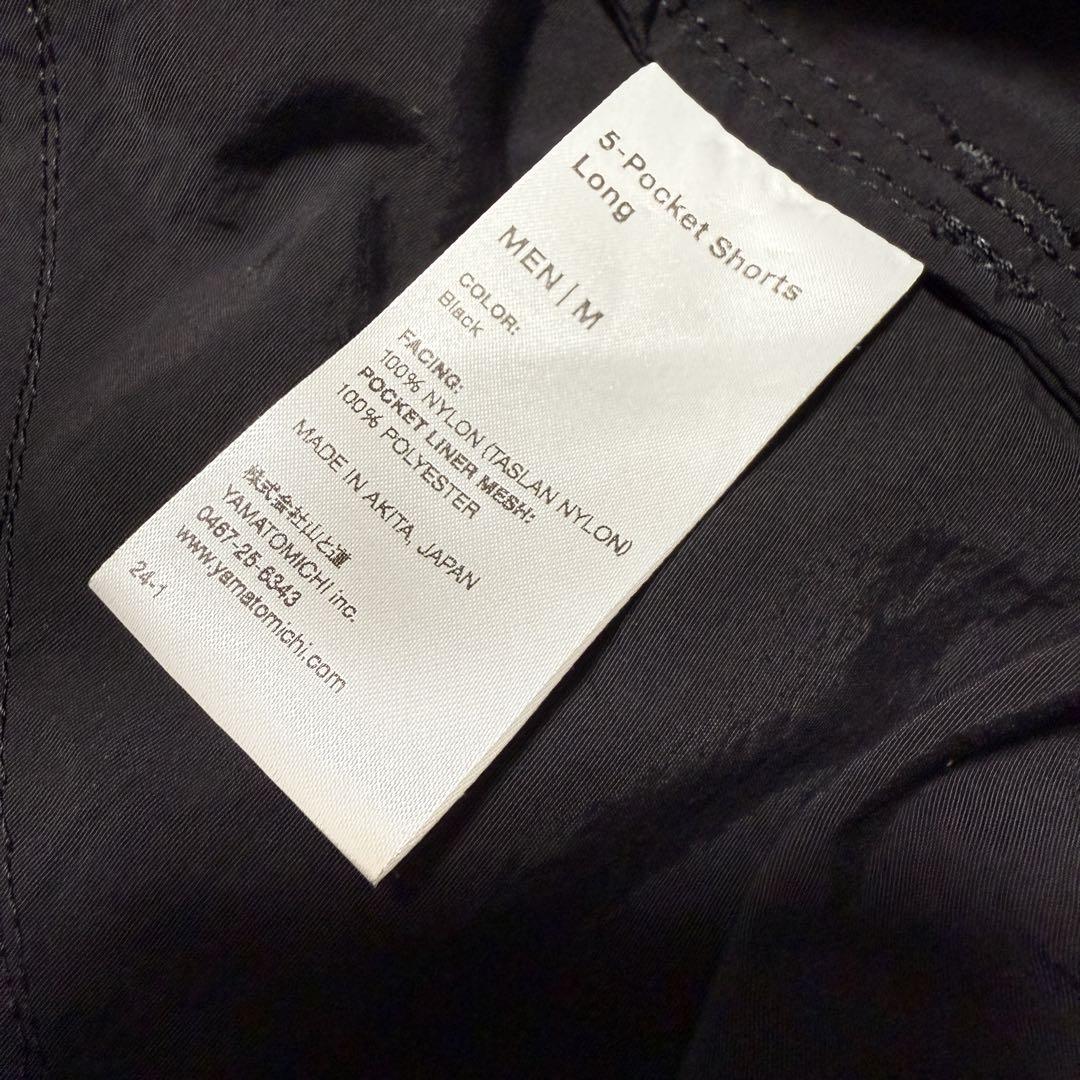 5-Pocket Shorts
Long
MEN | M
COLOR:
Black
FACING:
100% NYLON (TASLAN NYLON)
POCKET LINER MESH:
100% POLYESTER
MADE IN AKITA, JAPAN
株式会社山と道
YAMATOMICHI inc.
0467-25-6343
www.yamatomichi.com
24-1